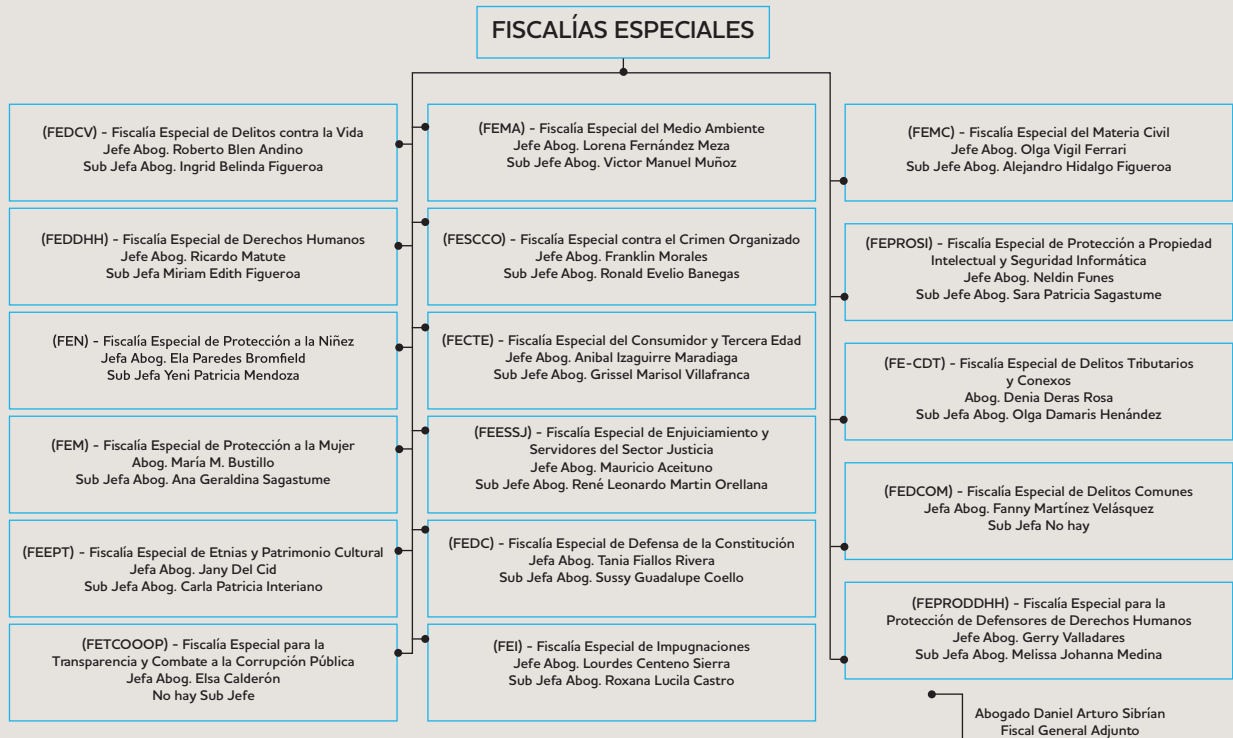 FISCALÍAS ESPECIALES
(FEDCV) - Fiscalía Especial de Delitos contra la Vida
Jefe Abog. Roberto Blen Andino
Sub Jefa Abog. Ingrid Belinda Figueroa
(FEDDHH) - Fiscalía Especial de Derechos Humanos
Jefe Abog. Ricardo Matute
Sub Jefa Miriam Edith Figueroa
(FEN) - Fiscalía Especial de Protección a la Niñez
Jefa Abog. Ela Paredes Bromfield
Sub Jefa Yeni Patricia Mendoza
(FEM) - Fiscalía Especial de Protección a la Mujer
Abog. María M. Bustillo
Sub Jefa Abog. Ana Geraldina Sagastume
(FEEPT) - Fiscalía Especial de Etnias y Patrimonio Cultural
Jefa Abog. Jany Del Cid
Sub Jefa Abog. Carla Patricia Interiano
(FETCOOOP) - Fiscalía Especial para la
Transparencia y Combate a la Corrupción Pública
Jefa Abog. Elsa Calderón
No hay Sub Jefe
(FEMA) - Fiscalía Especial del Medio Ambiente
Jefe Abog. Lorena Fernández Meza
Sub Jefe Abog. Victor Manuel Muñoz
(FESCCO) - Fiscalía Especial contra el Crimen Organizado
Jefe Abog. Franklin Morales
Sub Jefe Abog. Ronald Evelio Banegas
(FECTE) - Fiscalía Especial del Consumidor y Tercera Edad
Jefe Abog. Anibal Izaguirre Maradiaga
Sub Jefe Abog. Grissel Marisol Villafranca
(FEESSJ) - Fiscalía Especial de Enjuiciamiento y
Servidores del Sector Justicia
Jefe Abog. Mauricio Aceituno
Sub Jefe Abog. René Leonardo Martin Orellana
(FEDC) - Fiscalía Especial de Defensa de la Constitución
Jefa Abog. Tania Fiallos Rivera
Sub Jefa Abog. Sussy Guadalupe Coello
(FEI) - Fiscalía Especial de Impugnaciones
Jefe Abog. Lourdes Centeno Sierra
Sub Jefa Abog. Roxana Lucila Castro
(FEMC) - Fiscalía Especial del Materia Civil
Jefe Abog. Olga Vigil Ferrari
Sub Jefe Abog. Alejandro Hidalgo Figueroa
(FEPROSI) - Fiscalía Especial de Protección a Propiedad
Intelectual y Seguridad Informática
Jefe Abog. Neldin Funes
Sub Jefe Abog. Sara Patricia Sagastume
(FE-CDT) - Fiscalía Especial de Delitos Tributarios
y Conexos
Abog. Denia Deras Rosa
Sub Jefa Abog. Olga Damaris Henández
(FEDCOM) - Fiscalía Especial de Delitos Comunes
Jefa Abog. Fanny Martínez Velásquez
Sub Jefa No hay
(FEPRODDHH) - Fiscalía Especial para la
Protección de Defensores de Derechos Humanos
Jefe Abog. Gerry Valladares
Sub Jefa Abog. Melissa Johanna Medina
Abogado Daniel Arturo Sibrían
Fiscal General Adjunto